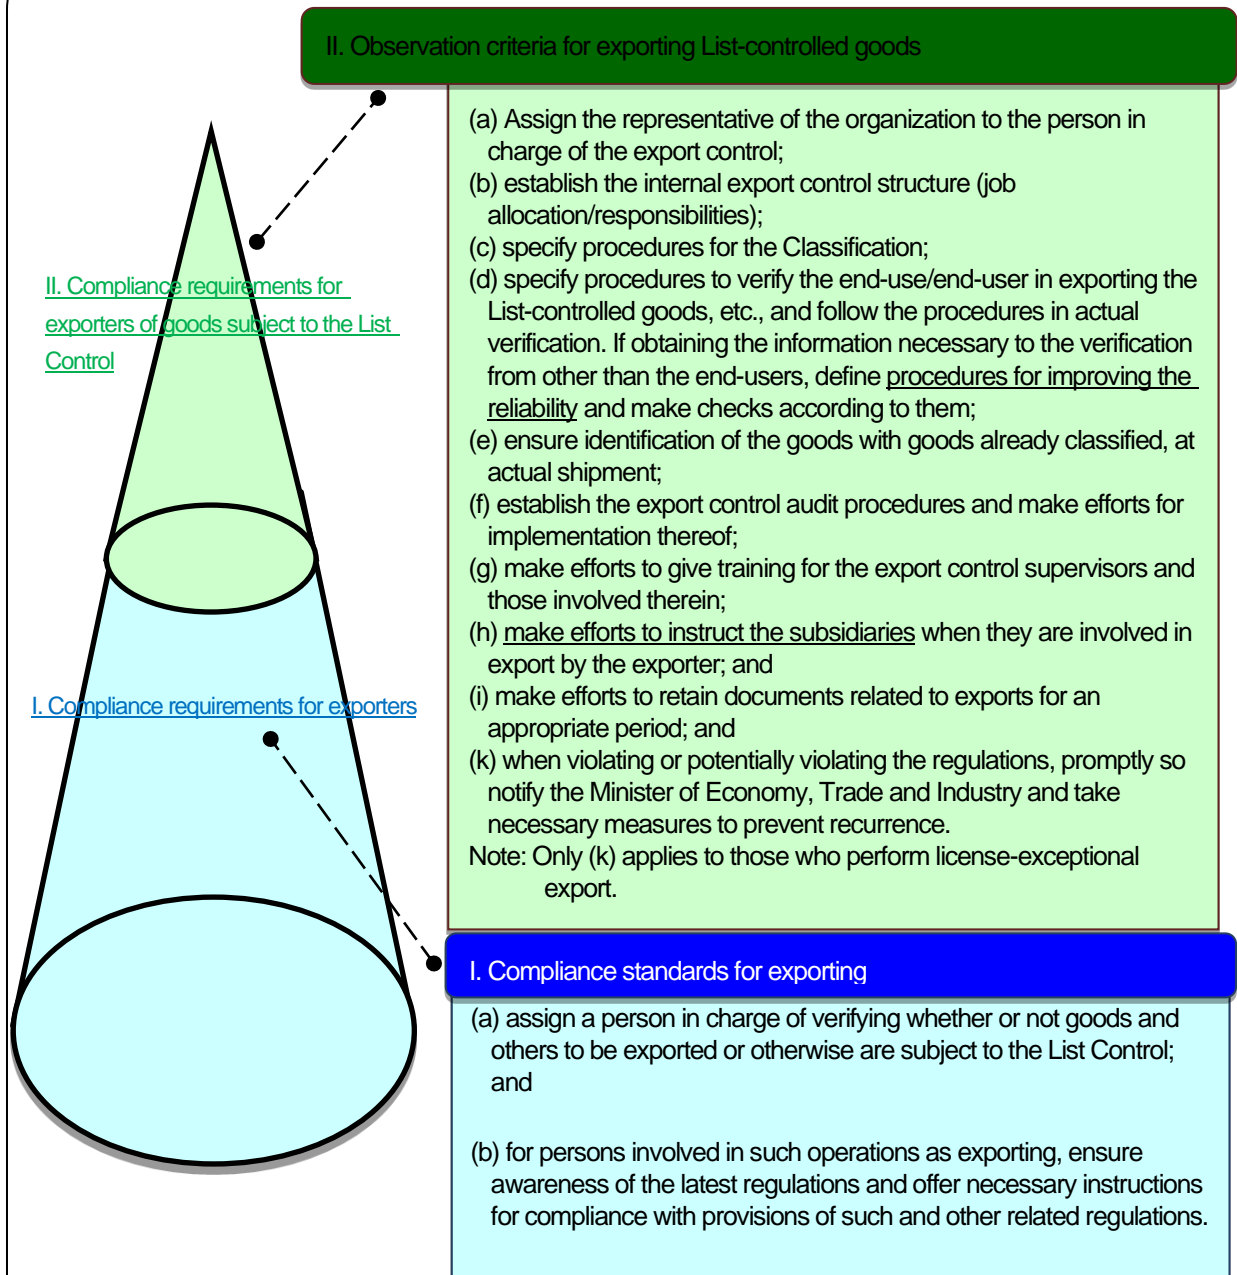 II. Observation criteria for exporting List-controlled goods
(a) Assign the representative of the organization to the person in
charge of the export control;
(b) establish the internal export control structure (job
allocation/responsibilities);
(c) specify procedures for the Classification;
(d) specify procedures to verify the end-use/end-user in exporting the
List-controlled goods, etc., and follow the procedures in actual
verification. If obtaining the information necessary to the verification
from other than the end-users, define procedures for improving the
reliability and make checks according to them;
(e) ensure identification of the goods with goods already classified, at
actual shipment;
(f) establish the export control audit procedures and make efforts for
implementation thereof;
(g) make efforts to give training for the export control supervisors and
those involved therein;
(h) make efforts to instruct the subsidiaries when they are involved in
export by the exporter; and
(i) make efforts to retain documents related to exports for an
appropriate period; and
(k) when violating or potentially violating the regulations, promptly so
notify the Minister of Economy, Trade and Industry and take
necessary measures to prevent recurrence.
Note: Only (k) applies to those who perform license-exceptional
export.
II. Compliance requirements for
exporters of goods subject to the List
Control
I. Compliance requirements for exporters
I. Compliance standards for exporting
(a) assign a person in charge of verifying whether or not goods and
others to be exported or otherwise are subject to the List Control;
and
(b) for persons involved in such operations as exporting, ensure
awareness of the latest regulations and offer necessary instructions
for compliance with provisions of such and other related regulations.